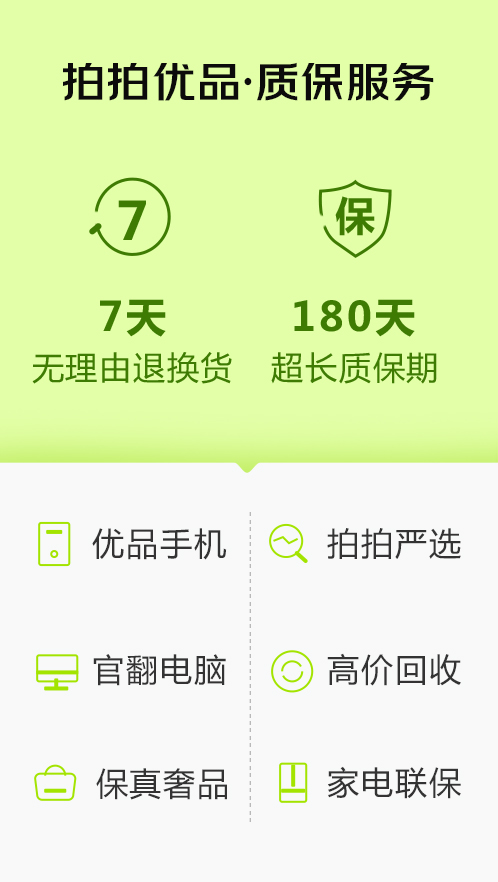 拍拍优品·质保服务
7
保
7天
180天
无理由退换货
超长质保期
优品手机
拍拍严选
官翻电脑
高价回收
保真奢品
家电联保